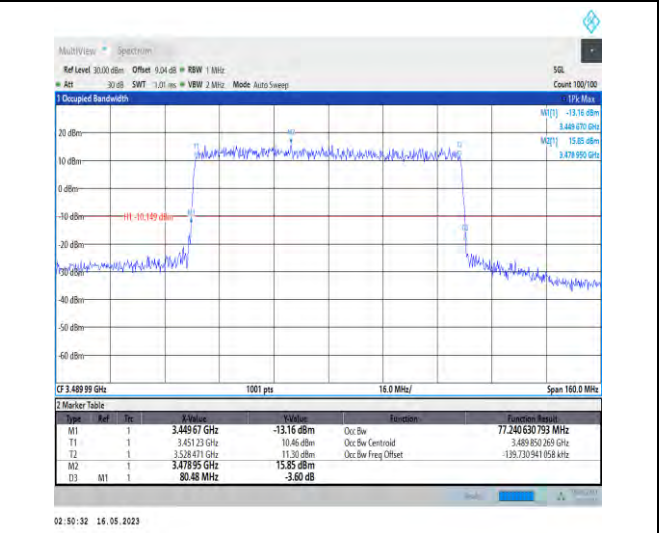 MultiView Spectrum
Ref Level 30.00 dBm Offset 9.04 dB RBW 1 MHz SGL
Att 30 dB SWT 1.01 ms VBW 2 MHz Mode Auto Sweep Count 100/100
1 Occupied Bandwidth 1Pk Max
M1[1] -13.16 dBm
3.449 670 GHz
M2[1] 15.85 dBm
3.478 950 GHz
20 dBm
M2
T1 T2
10 dBm
0 dBm
-10 dBm H1 -10.149 dBm M1
-20 dBm D3
-30 dBm
-40 dBm
-50 dBm
-60 dBm
CF 3.489 99 GHz 1001 pts 16.0 MHz/ Span 160.0 MHz
2 Marker Table
Type Ref Trc X-Value Y-Value Function Function Result
M1 1 3.449 67 GHz -13.16 dBm Occ Bw 77.240 630 793 MHz
T1 1 3.451 23 GHz 10.46 dBm Occ Bw Centroid 3.489 850 269 GHz
T2 1 3.528 471 GHz 11.30 dBm Occ Bw Freq Offset -139.730 941 058 kHz
M2 1 3.478 95 GHz 15.85 dBm
D3 M1 1 80.48 MHz -3.60 dB
02:50:32 16.05.2023